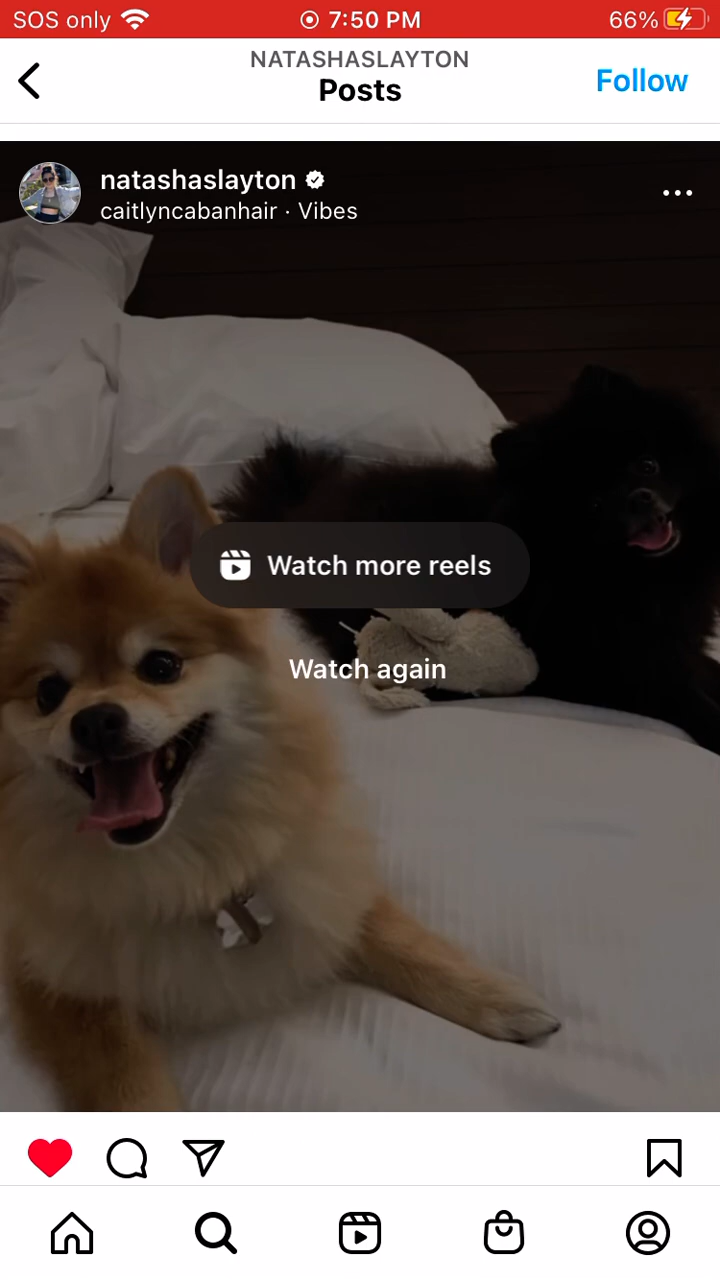 SOS only 7:50 PM 66%
NATASHASLAYTON
Posts
Follow
natashaslayton
caitlyncabanhair · Vibes
Watch more reels
Watch again